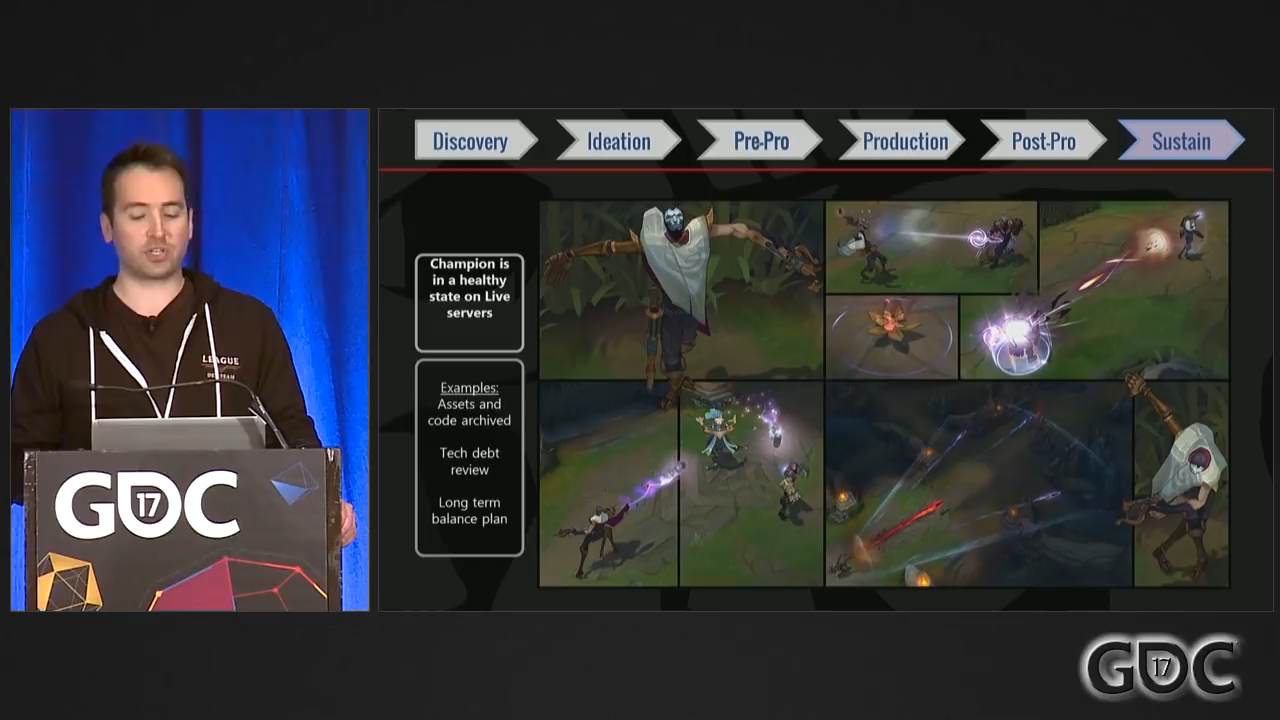 Discovery
Ideation
Pre-Pro
Production
Post-Pro
Sustain
Champion is
in a healthy
state on Live
servers
Examples:
Assets and
code archived
Tech debt
review
Long term
balance plan
LEAGUE
GDC
17
GDC
17